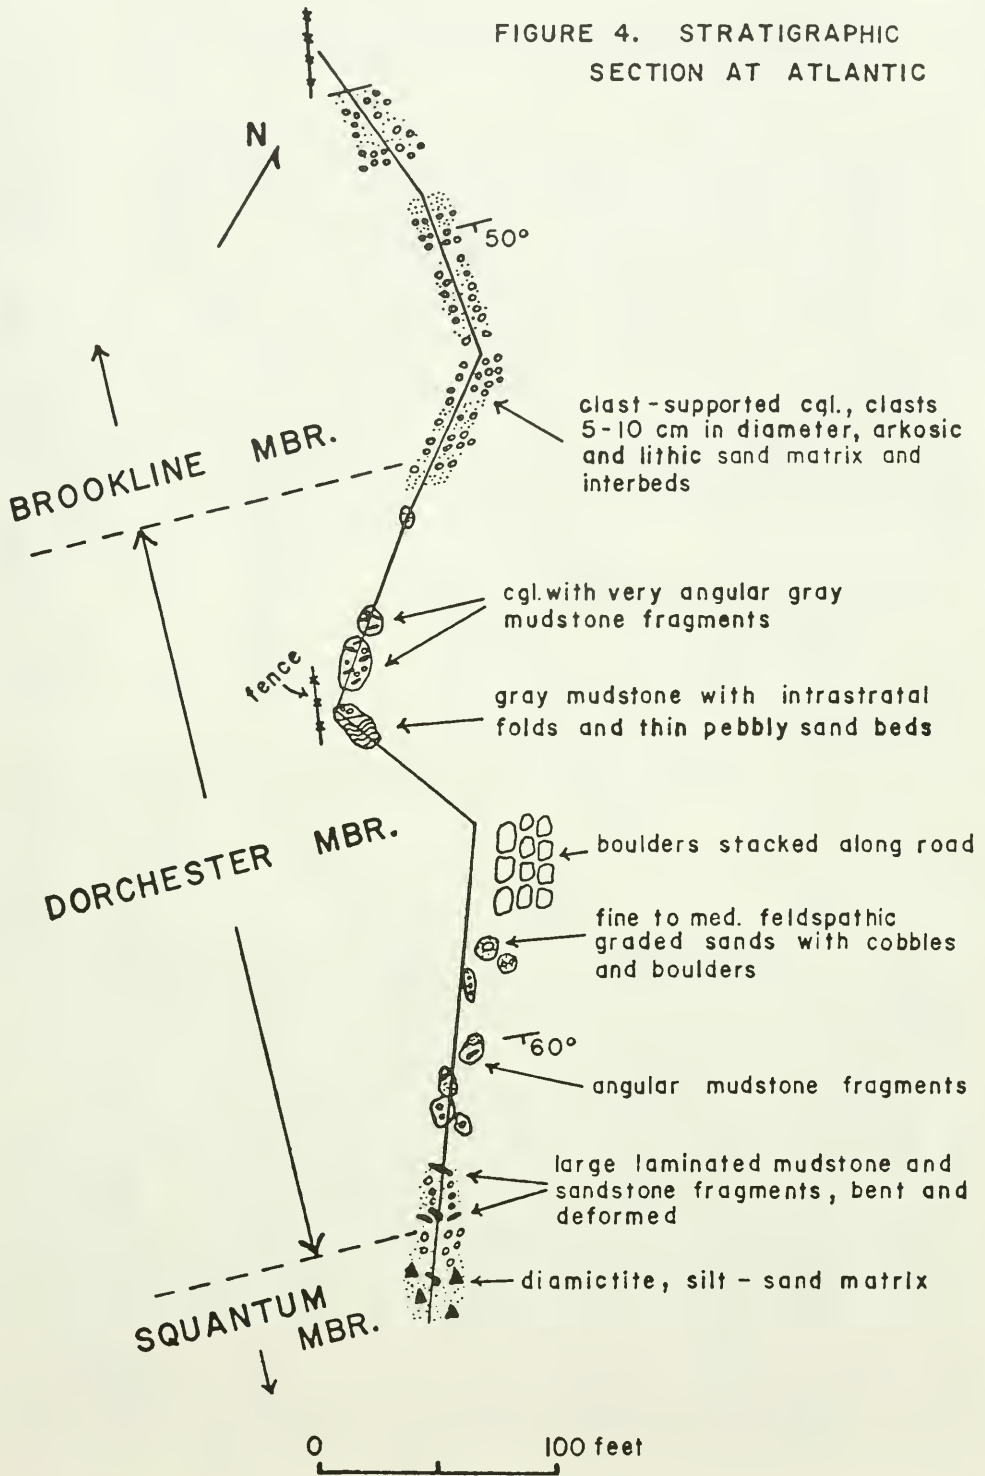 FIGURE 4. STRATIGRAPHIC
SECTION AT ATLANTIC
N
50°
clast-supported cgl., clasts
5-10 cm in diameter, arkosic
and lithic sand matrix and
interbeds
BROOKLINE MBR.
cgl. with very angular gray
mudstone fragments
fence
gray mudstone with intrastratal
folds and thin pebbly sand beds
DORCHESTER MBR.
boulders stacked along road
fine to med. feldspathic
graded sands with cobbles
and boulders
60°
angular mudstone fragments
large laminated mudstone and
sandstone fragments, bent and
deformed
diamictite, silt-sand matrix
SQUANTUM
MBR.
0 100 feet